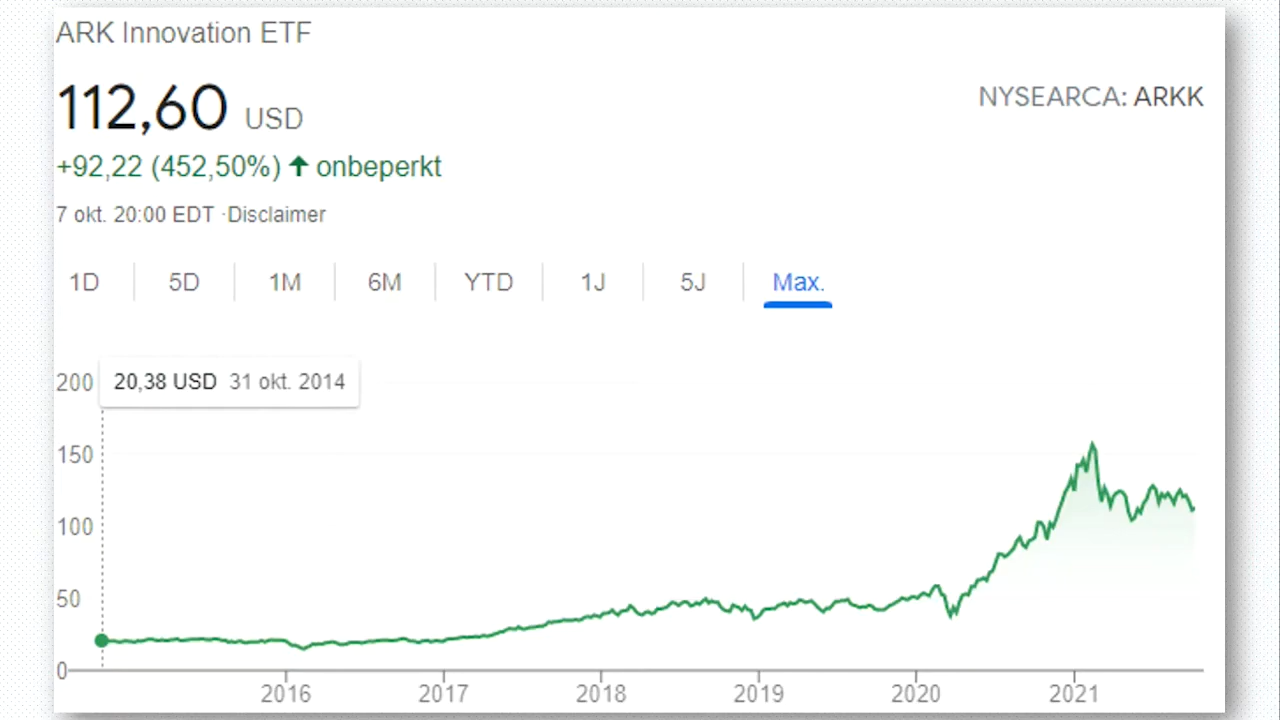 ARK Innovation ETF
112,60 USD
NYSEARCA: ARKK
+92,22 (452,50%) ↑ onbeperkt
7 okt. 20:00 EDT ·Disclaimer
1D 5D 1M 6M YTD 1J 5J Max.
200
20,38 USD 31 okt. 2014
150
100
50
0
2016 2017 2018 2019 2020 2021